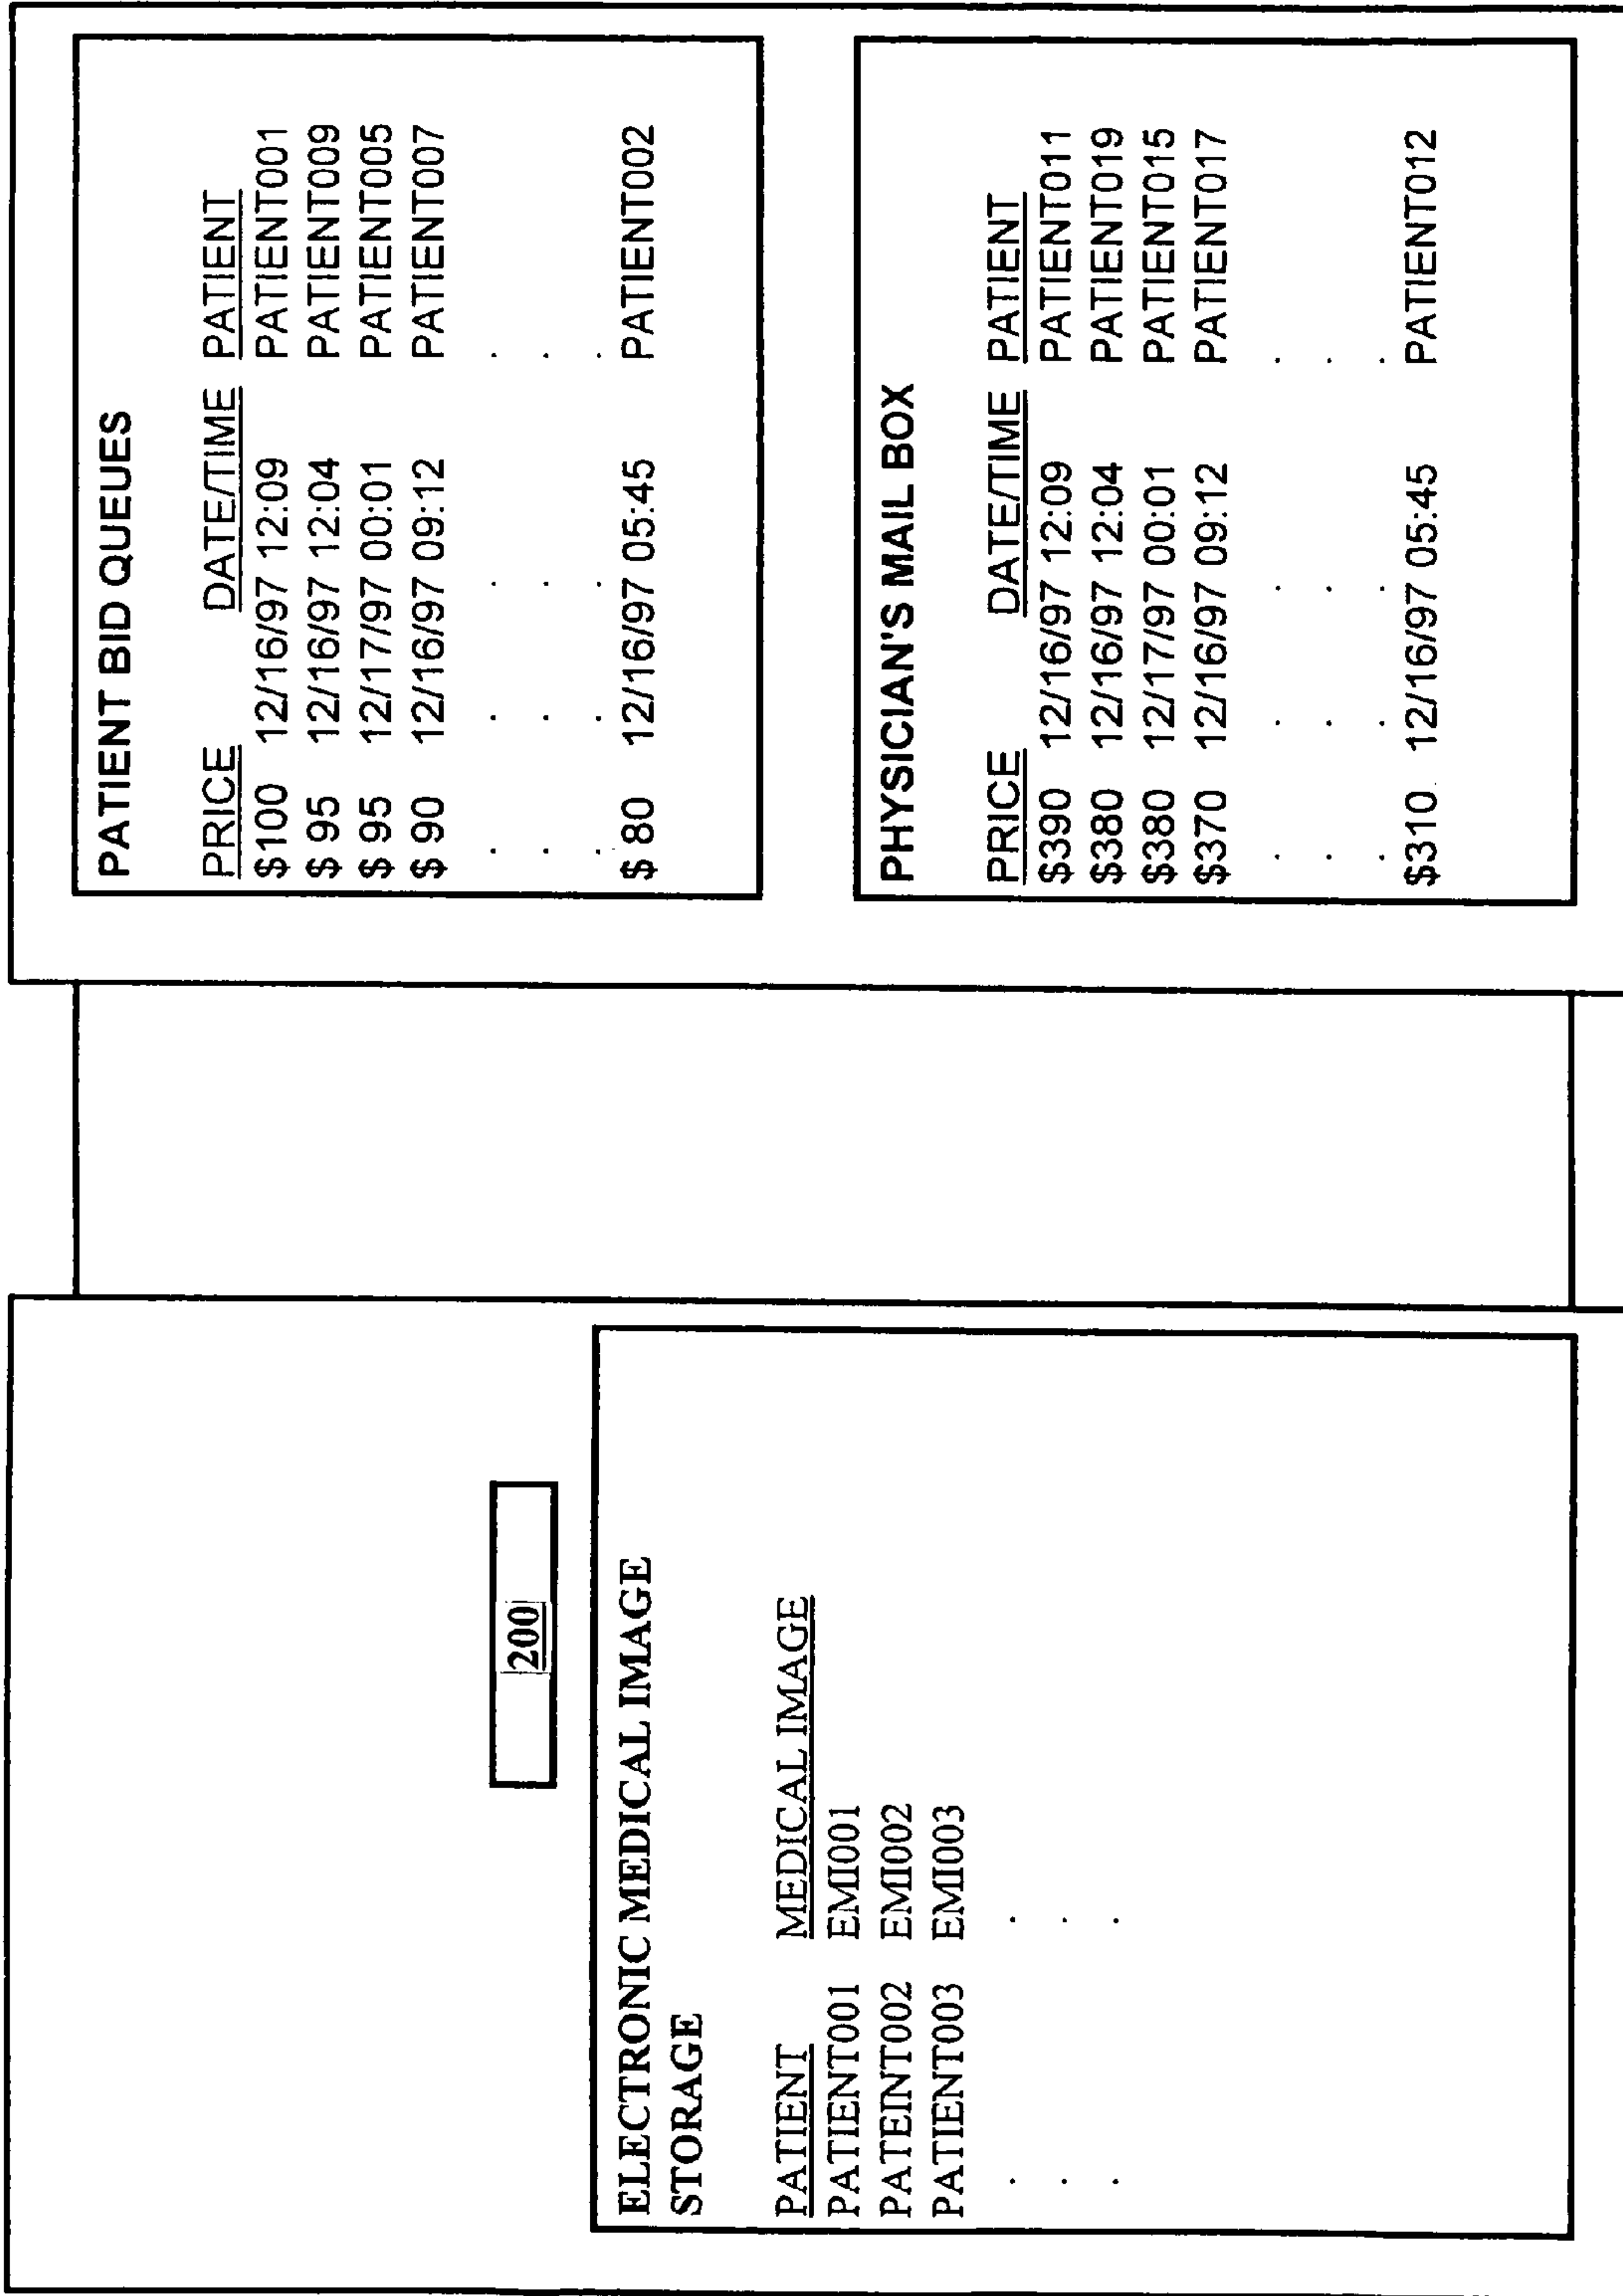 200
ELECTRONIC MEDICAL IMAGE
STORAGE
PATIENT MEDICAL IMAGE
PATIENT001 EMI001
PATEINT002 EMI002
PATIENT003 EMI003
. .
. .
. .
PATIENT BID QUEUES
PRICE DATE/TIME PATIENT
$100 12/16/97 12:09 PATIENT001
$ 95 12/16/97 12:04 PATIENT009
$ 95 12/17/97 00:01 PATIENT005
$ 90 12/16/97 09:12 PATIENT007
. . . .
. . . .
. . . .
$ 80 12/16/97 05:45 PATIENT002
PHYSICIAN'S MAIL BOX
PRICE DATE/TIME PATIENT
$390 12/16/97 12:09 PATIENT011
$380 12/16/97 12:04 PATIENT019
$380 12/17/97 00:01 PATIENT015
$370 12/16/97 09:12 PATIENT017
. . . .
. . . .
. . . .
$310 12/16/97 05:45 PATIENT012